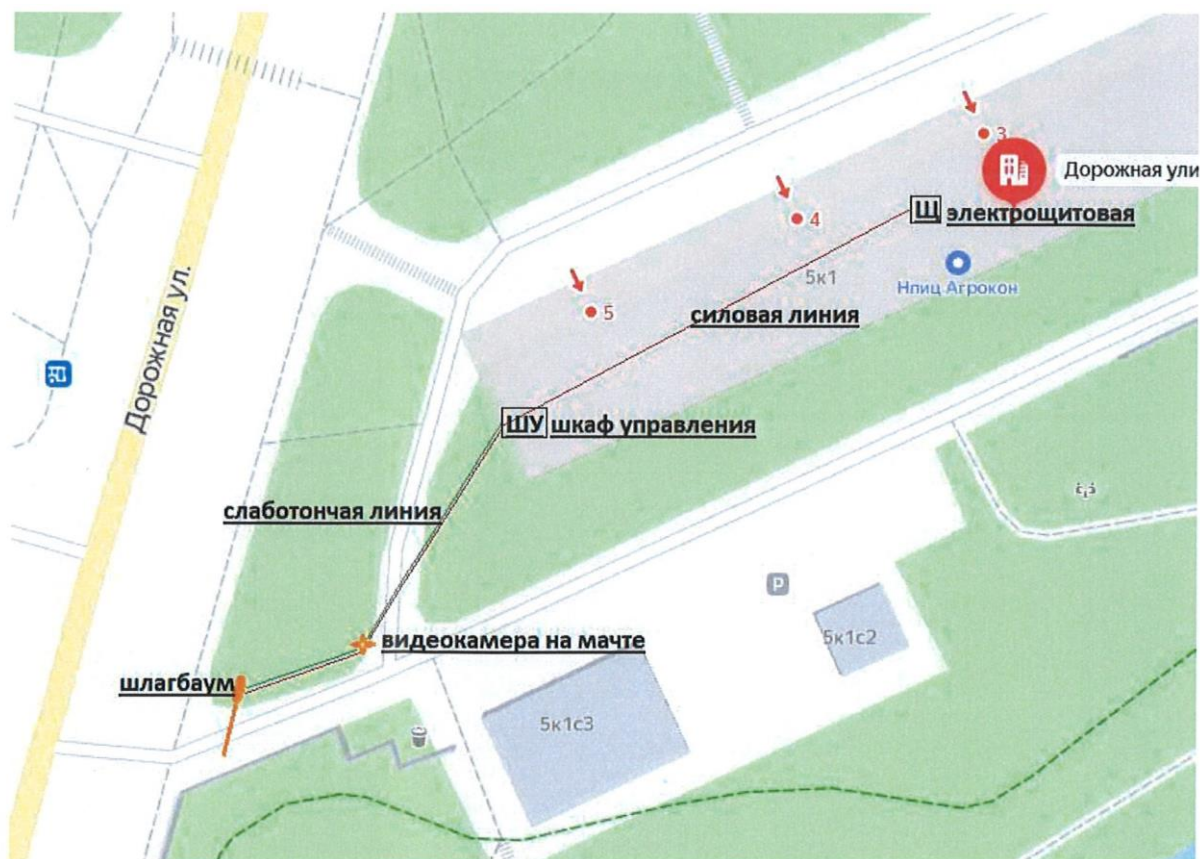 3
Дорожная ули
4
Щ электрощитовая
5к1
Нпиц Агрокон
5
силовая линия
Дорожная ул.
ШУ шкаф управления
слаботончая линия
P
видеокамера на мачте
5к1с2
шлагбаум
5к1с3